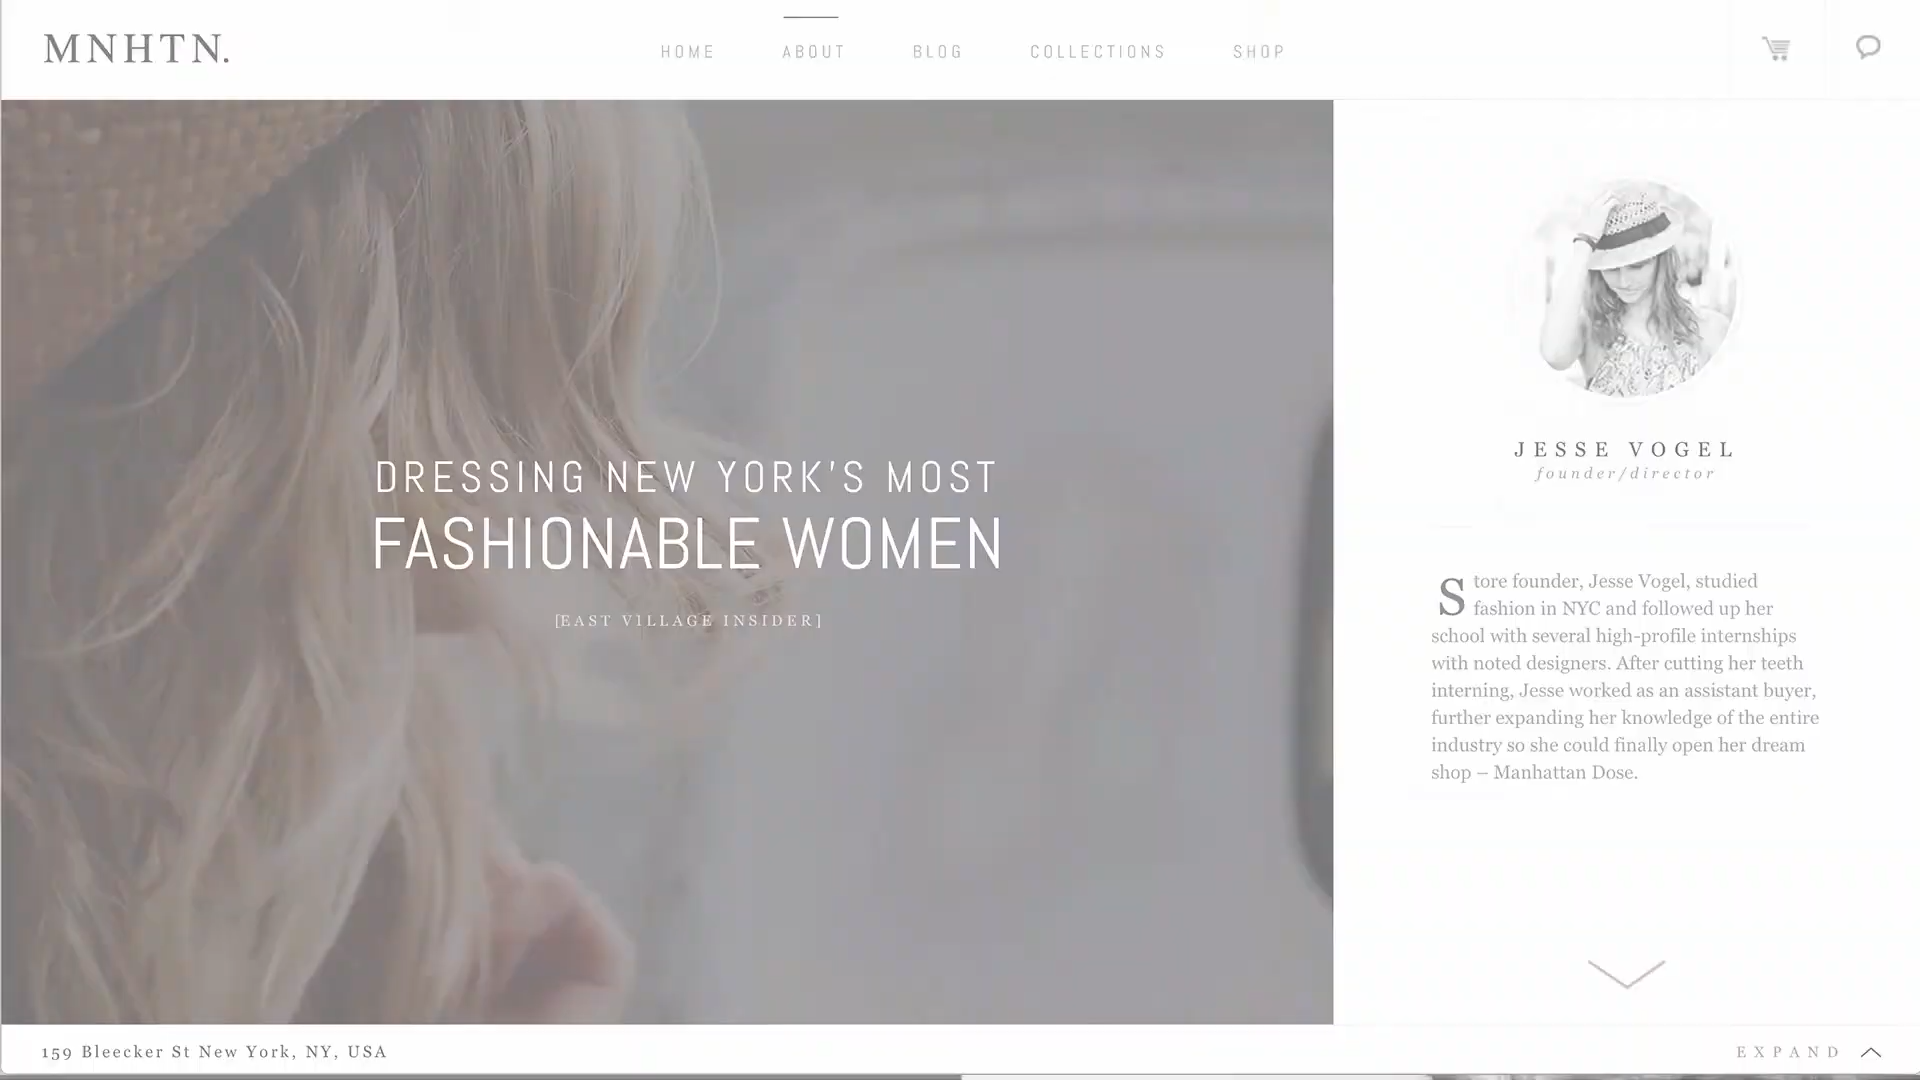 MNHTN.
HOME ABOUT BLOG COLLECTIONS SHOP
DRESSING NEW YORK'S MOST
FASHIONABLE WOMEN
[EAST VILLAGE INSIDER]
JESSE VOGEL
founder/director
Store founder, Jesse Vogel, studied
fashion in NYC and followed up her
school with several high-profile internships
with noted designers. After cutting her teeth
interning, Jesse worked as an assistant buyer,
further expanding her knowledge of the entire
industry so she could finally open her dream
shop – Manhattan Dose.
159 Bleecker St New York, NY, USA
EXPAND